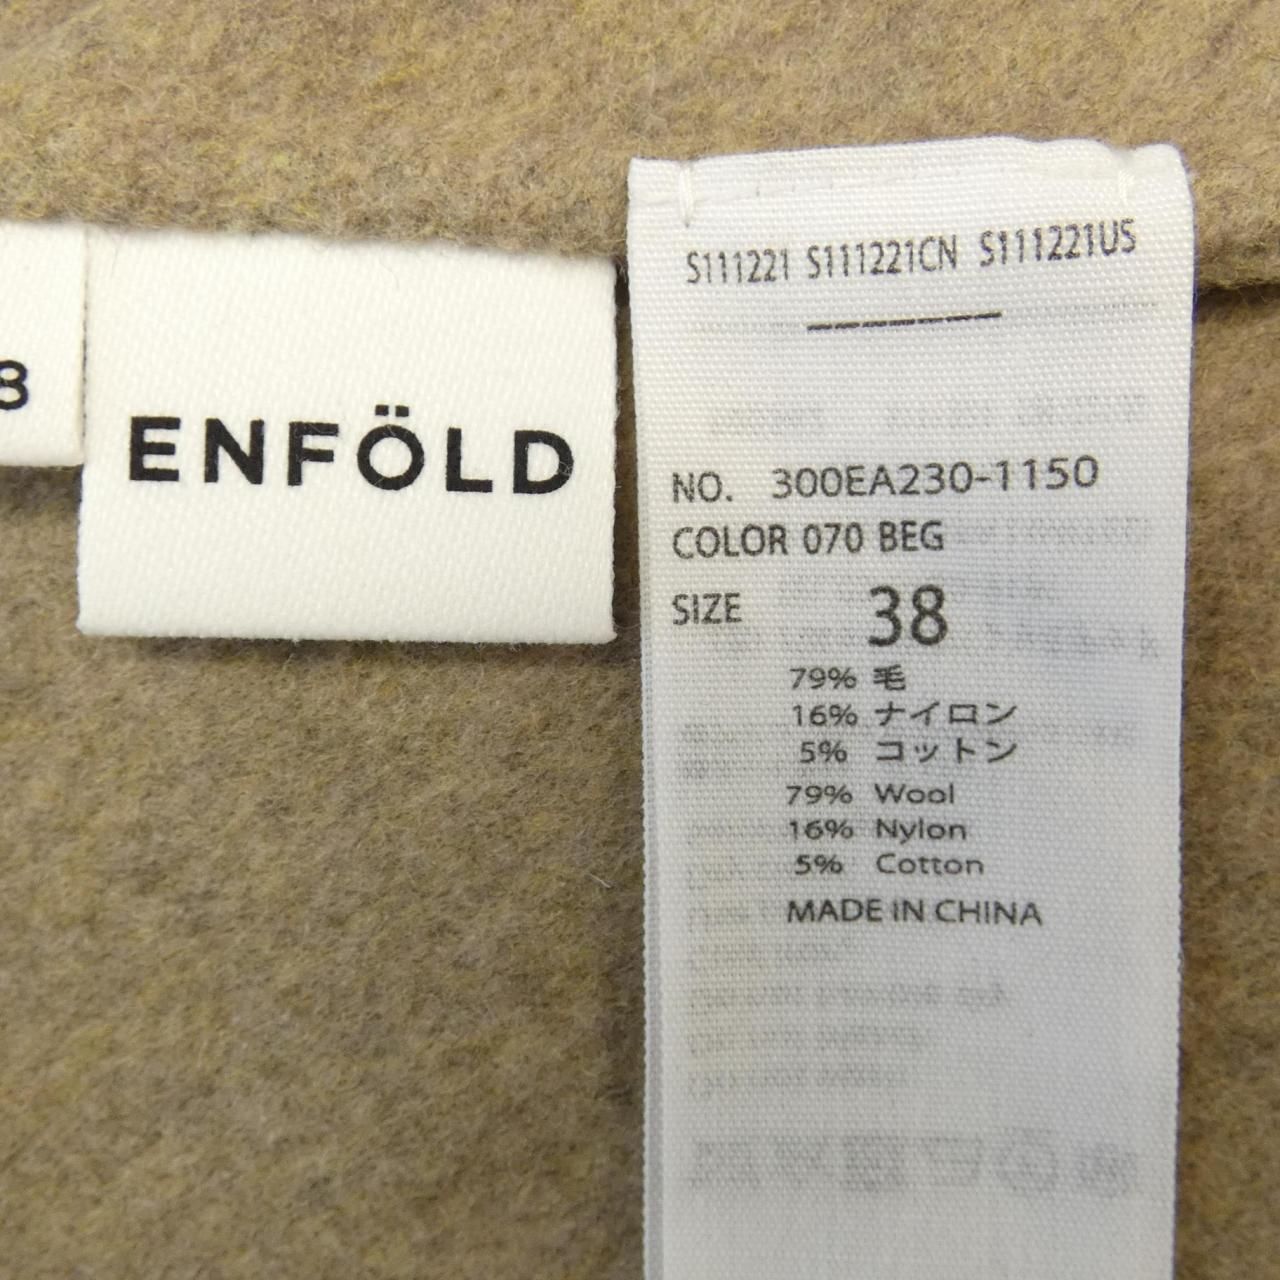 8
ENFÖLD
S111221 S111221CN S111221US
NO. 300EA230-1150
COLOR 070 BEG
SIZE 38
79% 毛
16% ナイロン
5% コットン
79% Wool
16% Nylon
5% Cotton
MADE IN CHINA